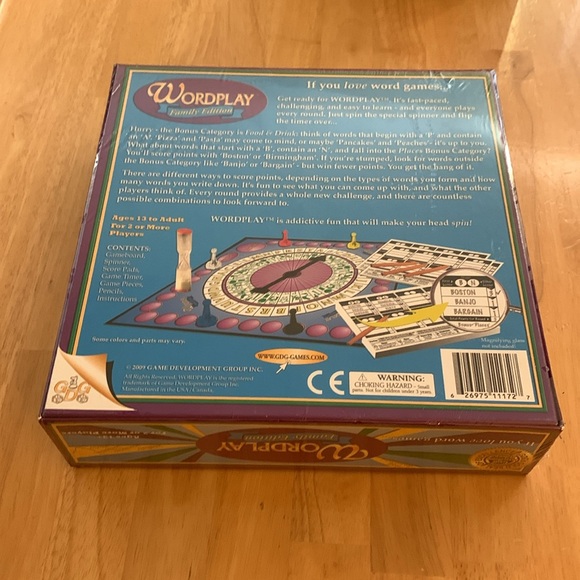 WORDPLAY
Family Edition
If you love word games...
Get ready for WORDPLAY™. It's fast-paced,
challenging, and easy to learn - and everyone plays
every round. Just spin the special spinner and flip
the timer over...
Hurry - the Bonus Category is Food & Drink: think of words that begin with a 'P' and contain
an 'A'. 'Pizza' and 'Pasta' may come to mind, or maybe 'Pancakes' and 'Peaches' - it's up to you.
What about words that start with a 'B', contain an 'N', and fall into the Places Bonus Category?
You'll score points with 'Boston' or 'Birmingham'. If you're stumped, look for words outside
the Bonus Category like 'Banjo' or 'Bargain' - but win fewer points. You get the hang of it.
There are different ways to score points, depending on the types of words you form and how
many words you write down. It's fun to see what you can come up with, and what the other
players think of. Every round provides a whole new challenge, and there are countless
possible combinations to look forward to.
Ages 13 to Adult
For 2 or More
Players
WORDPLAY™ is addictive fun that will make your head spin!
CONTENTS:
Gameboard,
Spinner,
Score Pads,
Game Timer,
Game Pieces,
Pencils,
Instructions
B N
BOSTON
BANJO
BARGAIN
Some colors and parts may vary.
Magnifying glass
not included!
WWW.GDG-GAMES.COM
© 2009 GAME DEVELOPMENT GROUP INC.
All Rights Reserved. WORDPLAY is the registered
trademark of Game Development Group Inc.
Manufactured in the USA/Canada.
GDG
CE
WARNING:
CHOKING HAZARD - Small
parts. Not for children under 3 years.
6 26975 11172 7
WORDPLAY
Family Edition
If you love word games...
For 2 or More Players